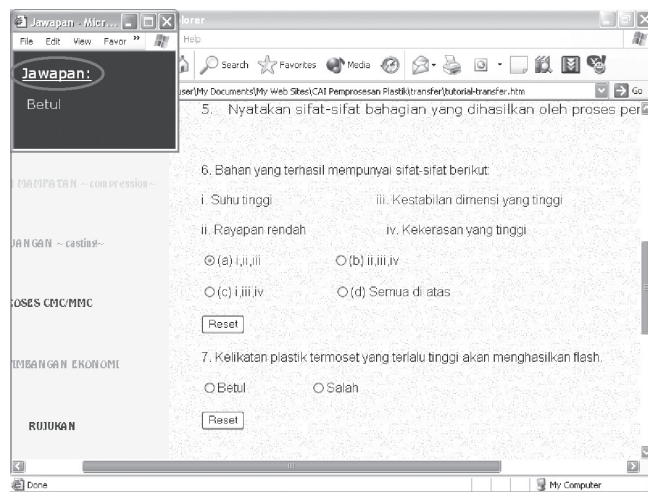 Jawapan - Micr...
orer
File Edit View Favor »
Help
Search Favorites Media
Jawapan:
user\My Documents\My Web Sites\CAI Pemprosesan Plastik\transfer\tutorial-transfer.htm
Go
Betul
5. Nyatakan sifat-sifat bahagian yang dihasilkan oleh proses per
6. Bahan yang terhasil mempunyai sifat-sifat berikut:
MAMPATAN ~ compression~
i. Suhu tinggi iii. Kestabilan dimensi yang tinggi
ii. Rayapan rendah iv. Kekerasan yang tinggi
UANGAN ~ casting~
(a) i,ii,iii (b) ii,iii,iv
(c) i,iii,iv (d) Semua di atas
OSES CMC/MMC
Reset
7. Kelikatan plastik termoset yang terlalu tinggi akan menghasilkan flash.
TIMBANGAN EKONOMI
Betul Salah
Reset
RUJUKAN
Done My Computer